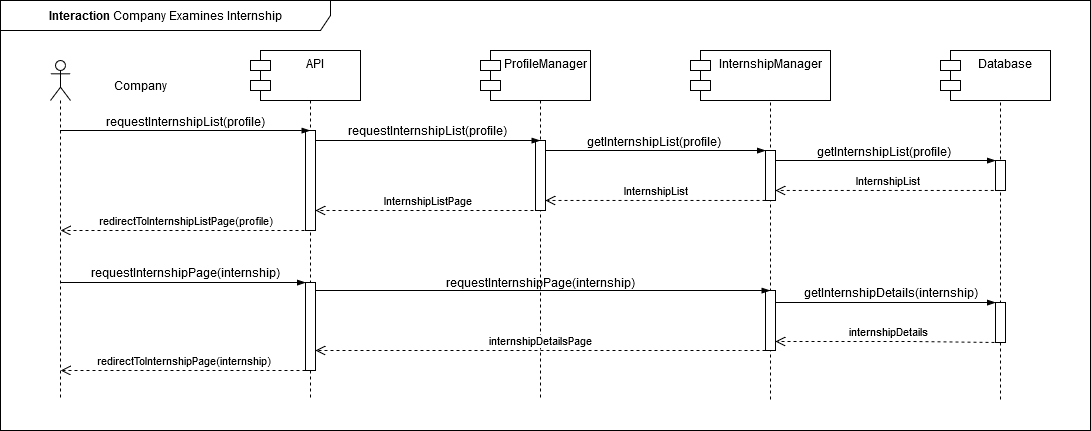 Interaction Company Examines Internship
Company
API
ProfileManager
InternshipManager
Database
requestInternshipList(profile)
requestInternshipList(profile)
getInternshipList(profile)
getInternshipList(profile)
InternshipList
InternshipList
InternshipListPage
redirectToInternshipListPage(profile)
requestInternshipPage(internship)
requestInternshipPage(internship)
getInternshipDetails(internship)
internshipDetails
internshipDetailsPage
redirectToInternshipPage(internship)